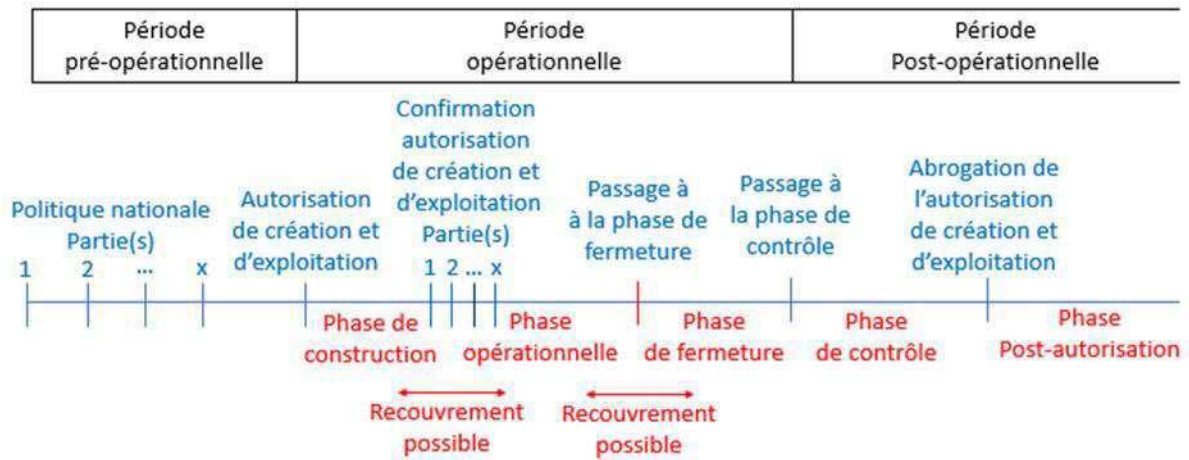 Période
pré-opérationnelle
Période
opérationnelle
Période
Post-opérationnelle
Politique nationale
Partie(s)
1 2 ... x
Autorisation
de création et
d'exploitation
Confirmation
autorisation
de création et
d'exploitation
Partie(s)
1 2 ... x
Passage à
à la phase de
fermeture
Passage à
la phase de
contrôle
Abrogation de
l'autorisation
de création et
d'exploitation
Phase de
construction
Phase
opérationnelle
Phase
de fermeture
Phase
de contrôle
Phase
Post-autorisation
Recouvrement
possible
Recouvrement
possible